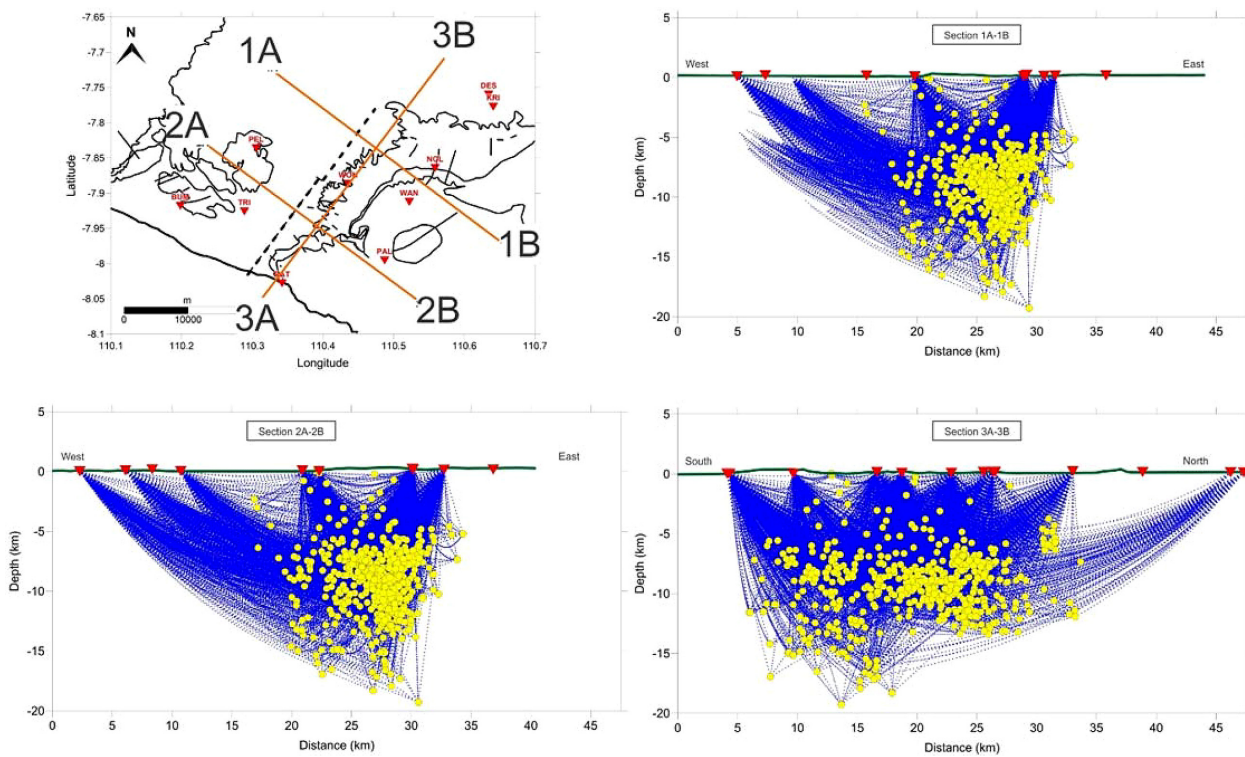 -7.65
-7.7
-7.75
-7.8
-7.85
-7.9
-7.95
-8
-8.05
-8.1
Latitude
N
1A
3B
2A
DES
KRI
PEL
NGL
WAN
TRI
1B
PAL
2B
3A
m
0 10000
110.1 110.2 110.3 110.4 110.5 110.6 110.7
Longitude
5
0
-5
-10
-15
-20
Depth (km)
Section 1A-1B
West East
0 5 10 15 20 25 30 35 40 45
Distance (km)
5
0
-5
-10
-15
-20
Depth (km)
Section 2A-2B
West East
0 5 10 15 20 25 30 35 40 45
Distance (km)
5
0
-5
-10
-15
-20
Depth (km)
Section 3A-3B
South North
0 5 10 15 20 25 30 35 40 45
Distance (km)